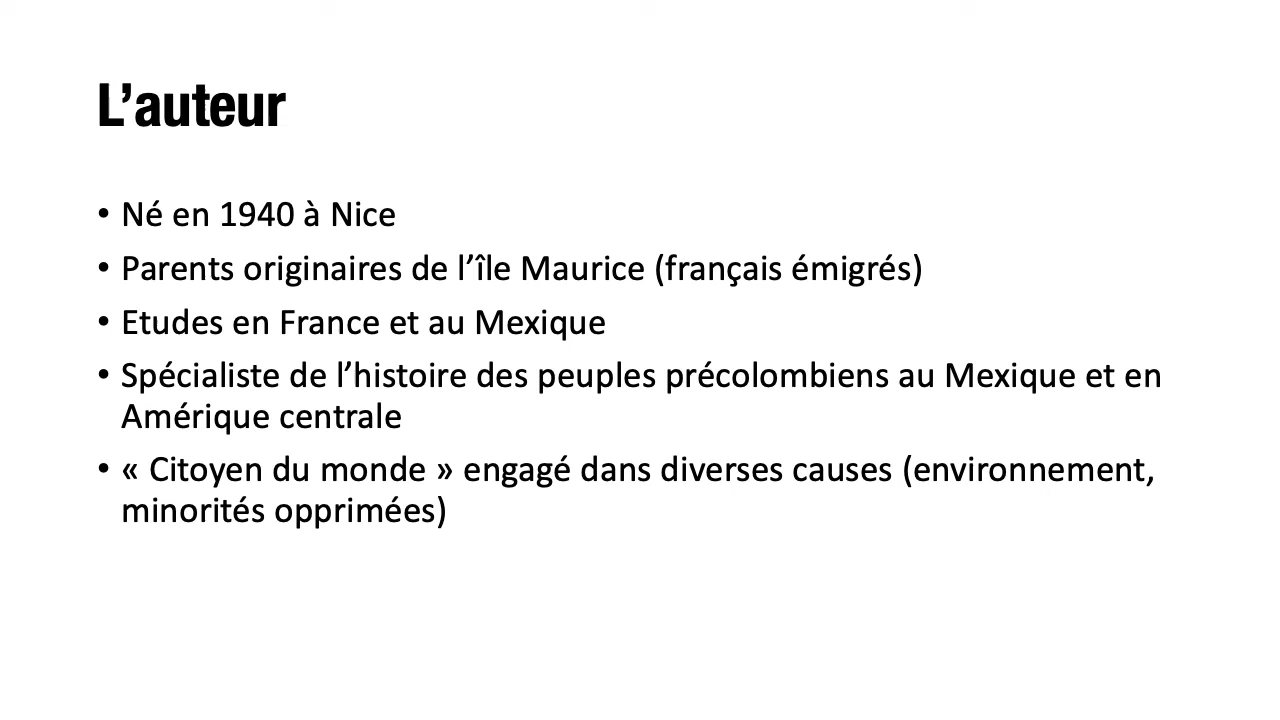 L’auteur
• Né en 1940 à Nice
• Parents originaires de l’île Maurice (français émigrés)
• Etudes en France et au Mexique
• Spécialiste de l’histoire des peuples précolombiens au Mexique et en
Amérique centrale
• « Citoyen du monde » engagé dans diverses causes (environnement,
minorités opprimées)